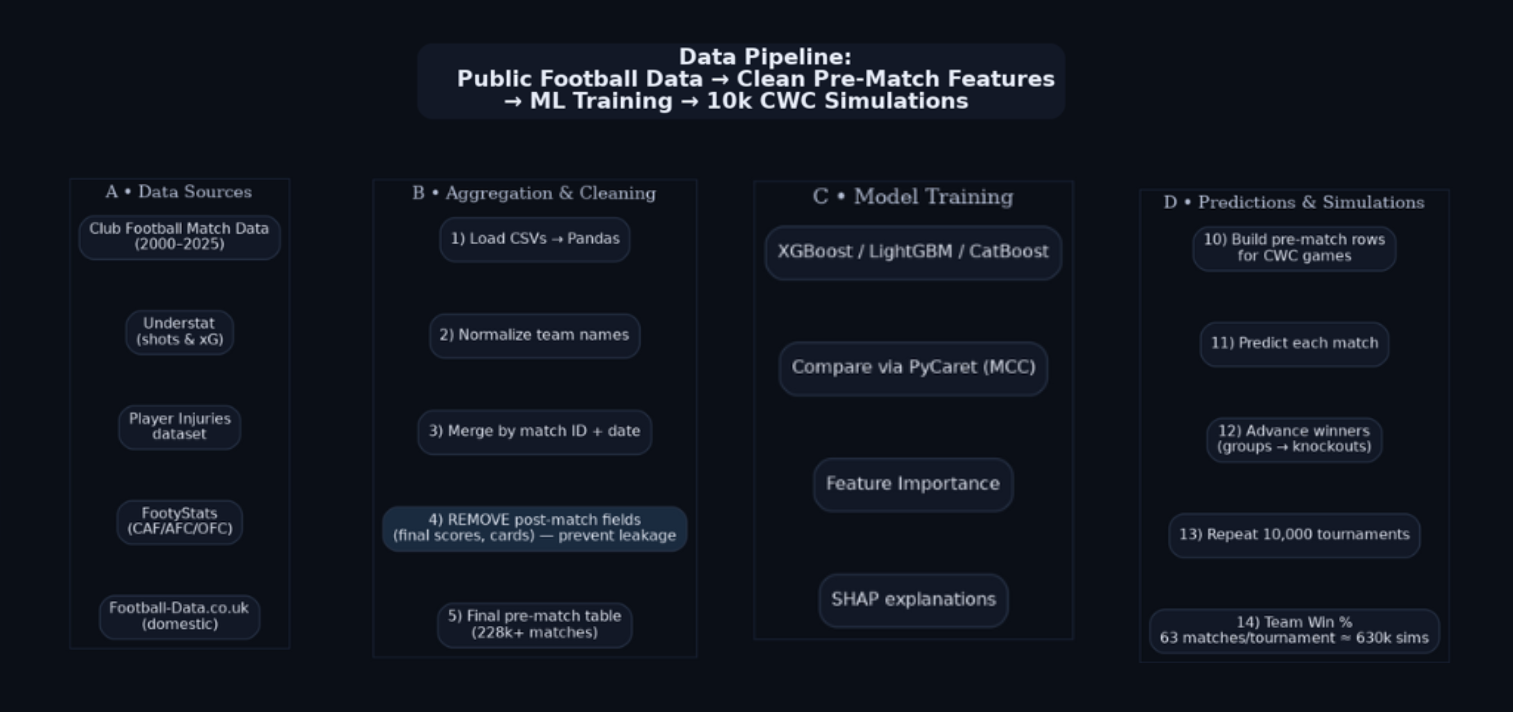 Data Pipeline:
Public Football Data → Clean Pre-Match Features
→ ML Training → 10k CWC Simulations
A • Data Sources
Club Football Match Data
(2000–2025)
Understat
(shots & xG)
Player Injuries
dataset
FootyStats
(CAF/AFC/OFC)
Football-Data.co.uk
(domestic)
B • Aggregation & Cleaning
1) Load CSVs → Pandas
2) Normalize team names
3) Merge by match ID + date
4) REMOVE post-match fields
(final scores, cards) — prevent leakage
5) Final pre-match table
(228k+ matches)
C • Model Training
XGBoost / LightGBM / CatBoost
Compare via PyCaret (MCC)
Feature Importance
SHAP explanations
D • Predictions & Simulations
10) Build pre-match rows
for CWC games
11) Predict each match
12) Advance winners
(groups → knockouts)
13) Repeat 10,000 tournaments
14) Team Win %
63 matches/tournament ≈ 630k sims